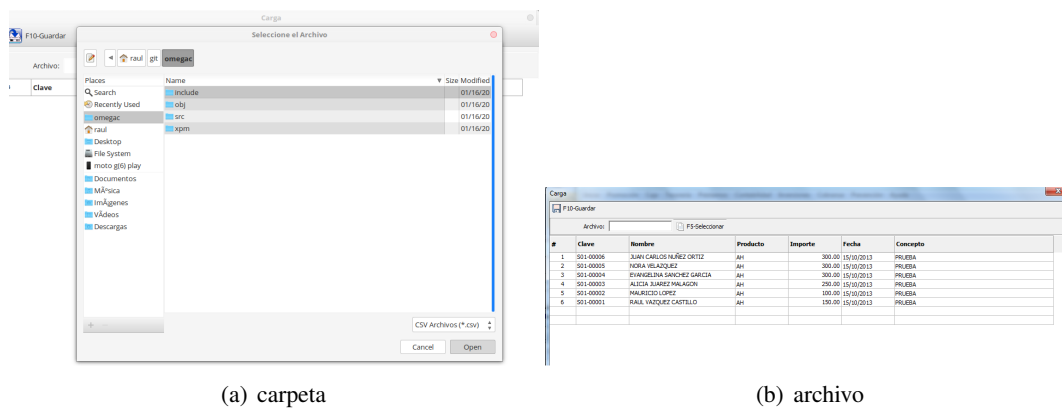 Carga
F10-Guardar
Archivo:
Clave
Seleccione el Archivo
raul git omegac
Places
Search
Recently Used
omegac
raul
Desktop
File System
moto g(6) play
Documentos
MÃºsica
ImÃ¡genes
VÃ­deos
Descargas
Name Size Modified
include 01/16/20
obj 01/16/20
src 01/16/20
xpm 01/16/20
CSV Archivos (*.csv)
Cancel Open
(a) carpeta
Carga
F10-Guardar
Archivo: F5-Seleccionar
# Clave Nombre Producto Importe Fecha Concepto
1 S01-00006 JUAN CARLOS NUÑEZ ORTIZ AH 300.00 15/10/2013 PRUEBA
2 S01-00005 NORA VELAZQUEZ AH 300.00 15/10/2013 PRUEBA
3 S01-00004 EVANGELINA SANCHEZ GARCIA AH 300.00 15/10/2013 PRUEBA
4 S01-00003 ALICIA JUAREZ MALAGON AH 250.00 15/10/2013 PRUEBA
5 S01-00002 MAURICIO LOPEZ AH 100.00 15/10/2013 PRUEBA
6 S01-00001 RAUL VAZQUEZ CASTILLO AH 150.00 15/10/2013 PRUEBA
(b) archivo